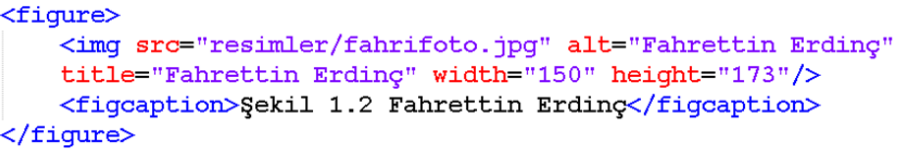 <figure>
<img src="resimler/fahrifoto.jpg" alt="Fahrettin Erdinç"
title="Fahrettin Erdinç" width="150" height="173"/>
<figcaption>Şekil 1.2 Fahrettin Erdinç</figcaption>
</figure>